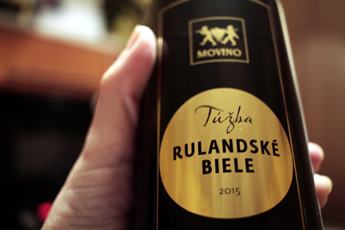 MOVINO
Túžba
RULANDSKÉ
BIELE
2015